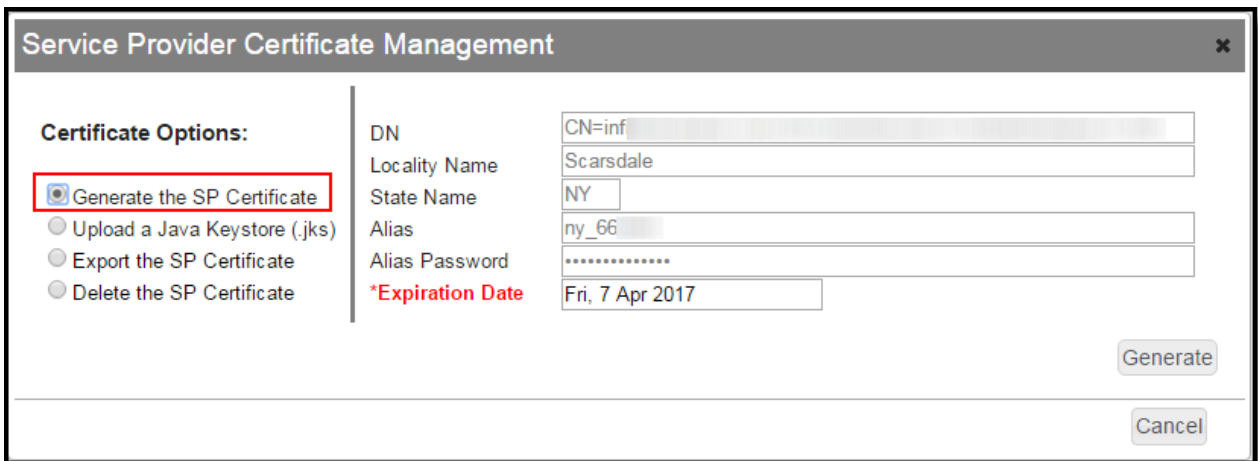 Service Provider Certificate Management
Certificate Options:
Generate the SP Certificate
Upload a Java Keystore (.jks)
Export the SP Certificate
Delete the SP Certificate
DN CN=inf
Locality Name Scarsdale
State Name NY
Alias ny_66
Alias Password ••••••••••••••
*Expiration Date Fri, 7 Apr 2017
Generate
Cancel